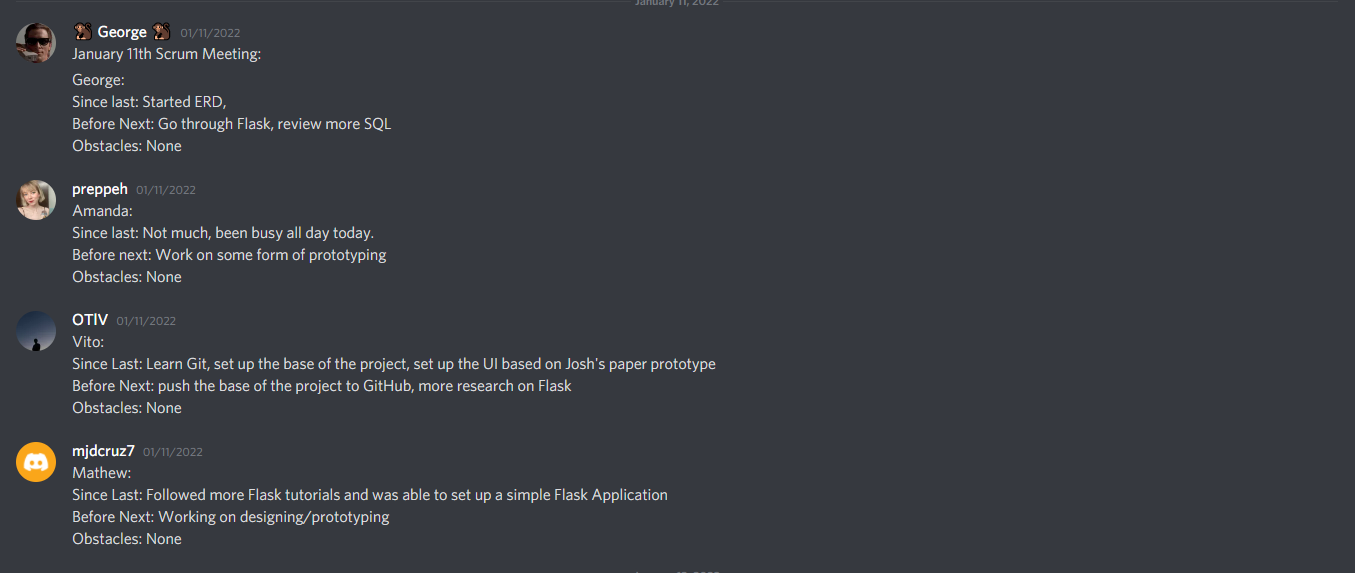 January 11, 2022
George 01/11/2022
January 11th Scrum Meeting:
George:
Since last: Started ERD,
Before Next: Go through Flask, review more SQL
Obstacles: None
preppeh 01/11/2022
Amanda:
Since last: Not much, been busy all day today.
Before next: Work on some form of prototyping
Obstacles: None
OTIV 01/11/2022
Vito:
Since Last: Learn Git, set up the base of the project, set up the UI based on Josh's paper prototype
Before Next: push the base of the project to GitHub, more research on Flask
Obstacles: None
mjdcruz7 01/11/2022
Mathew:
Since Last: Followed more Flask tutorials and was able to set up a simple Flask Application
Before Next: Working on designing/prototyping
Obstacles: None